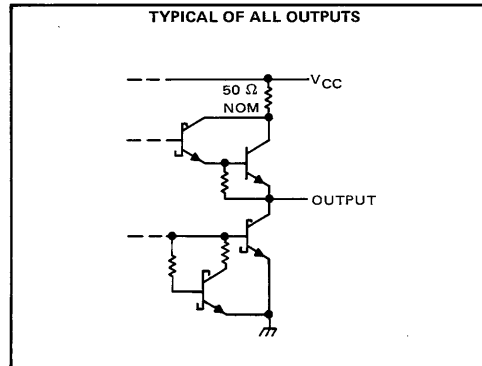 TYPICAL OF ALL OUTPUTS
VCC
50 Ω
NOM
OUTPUT